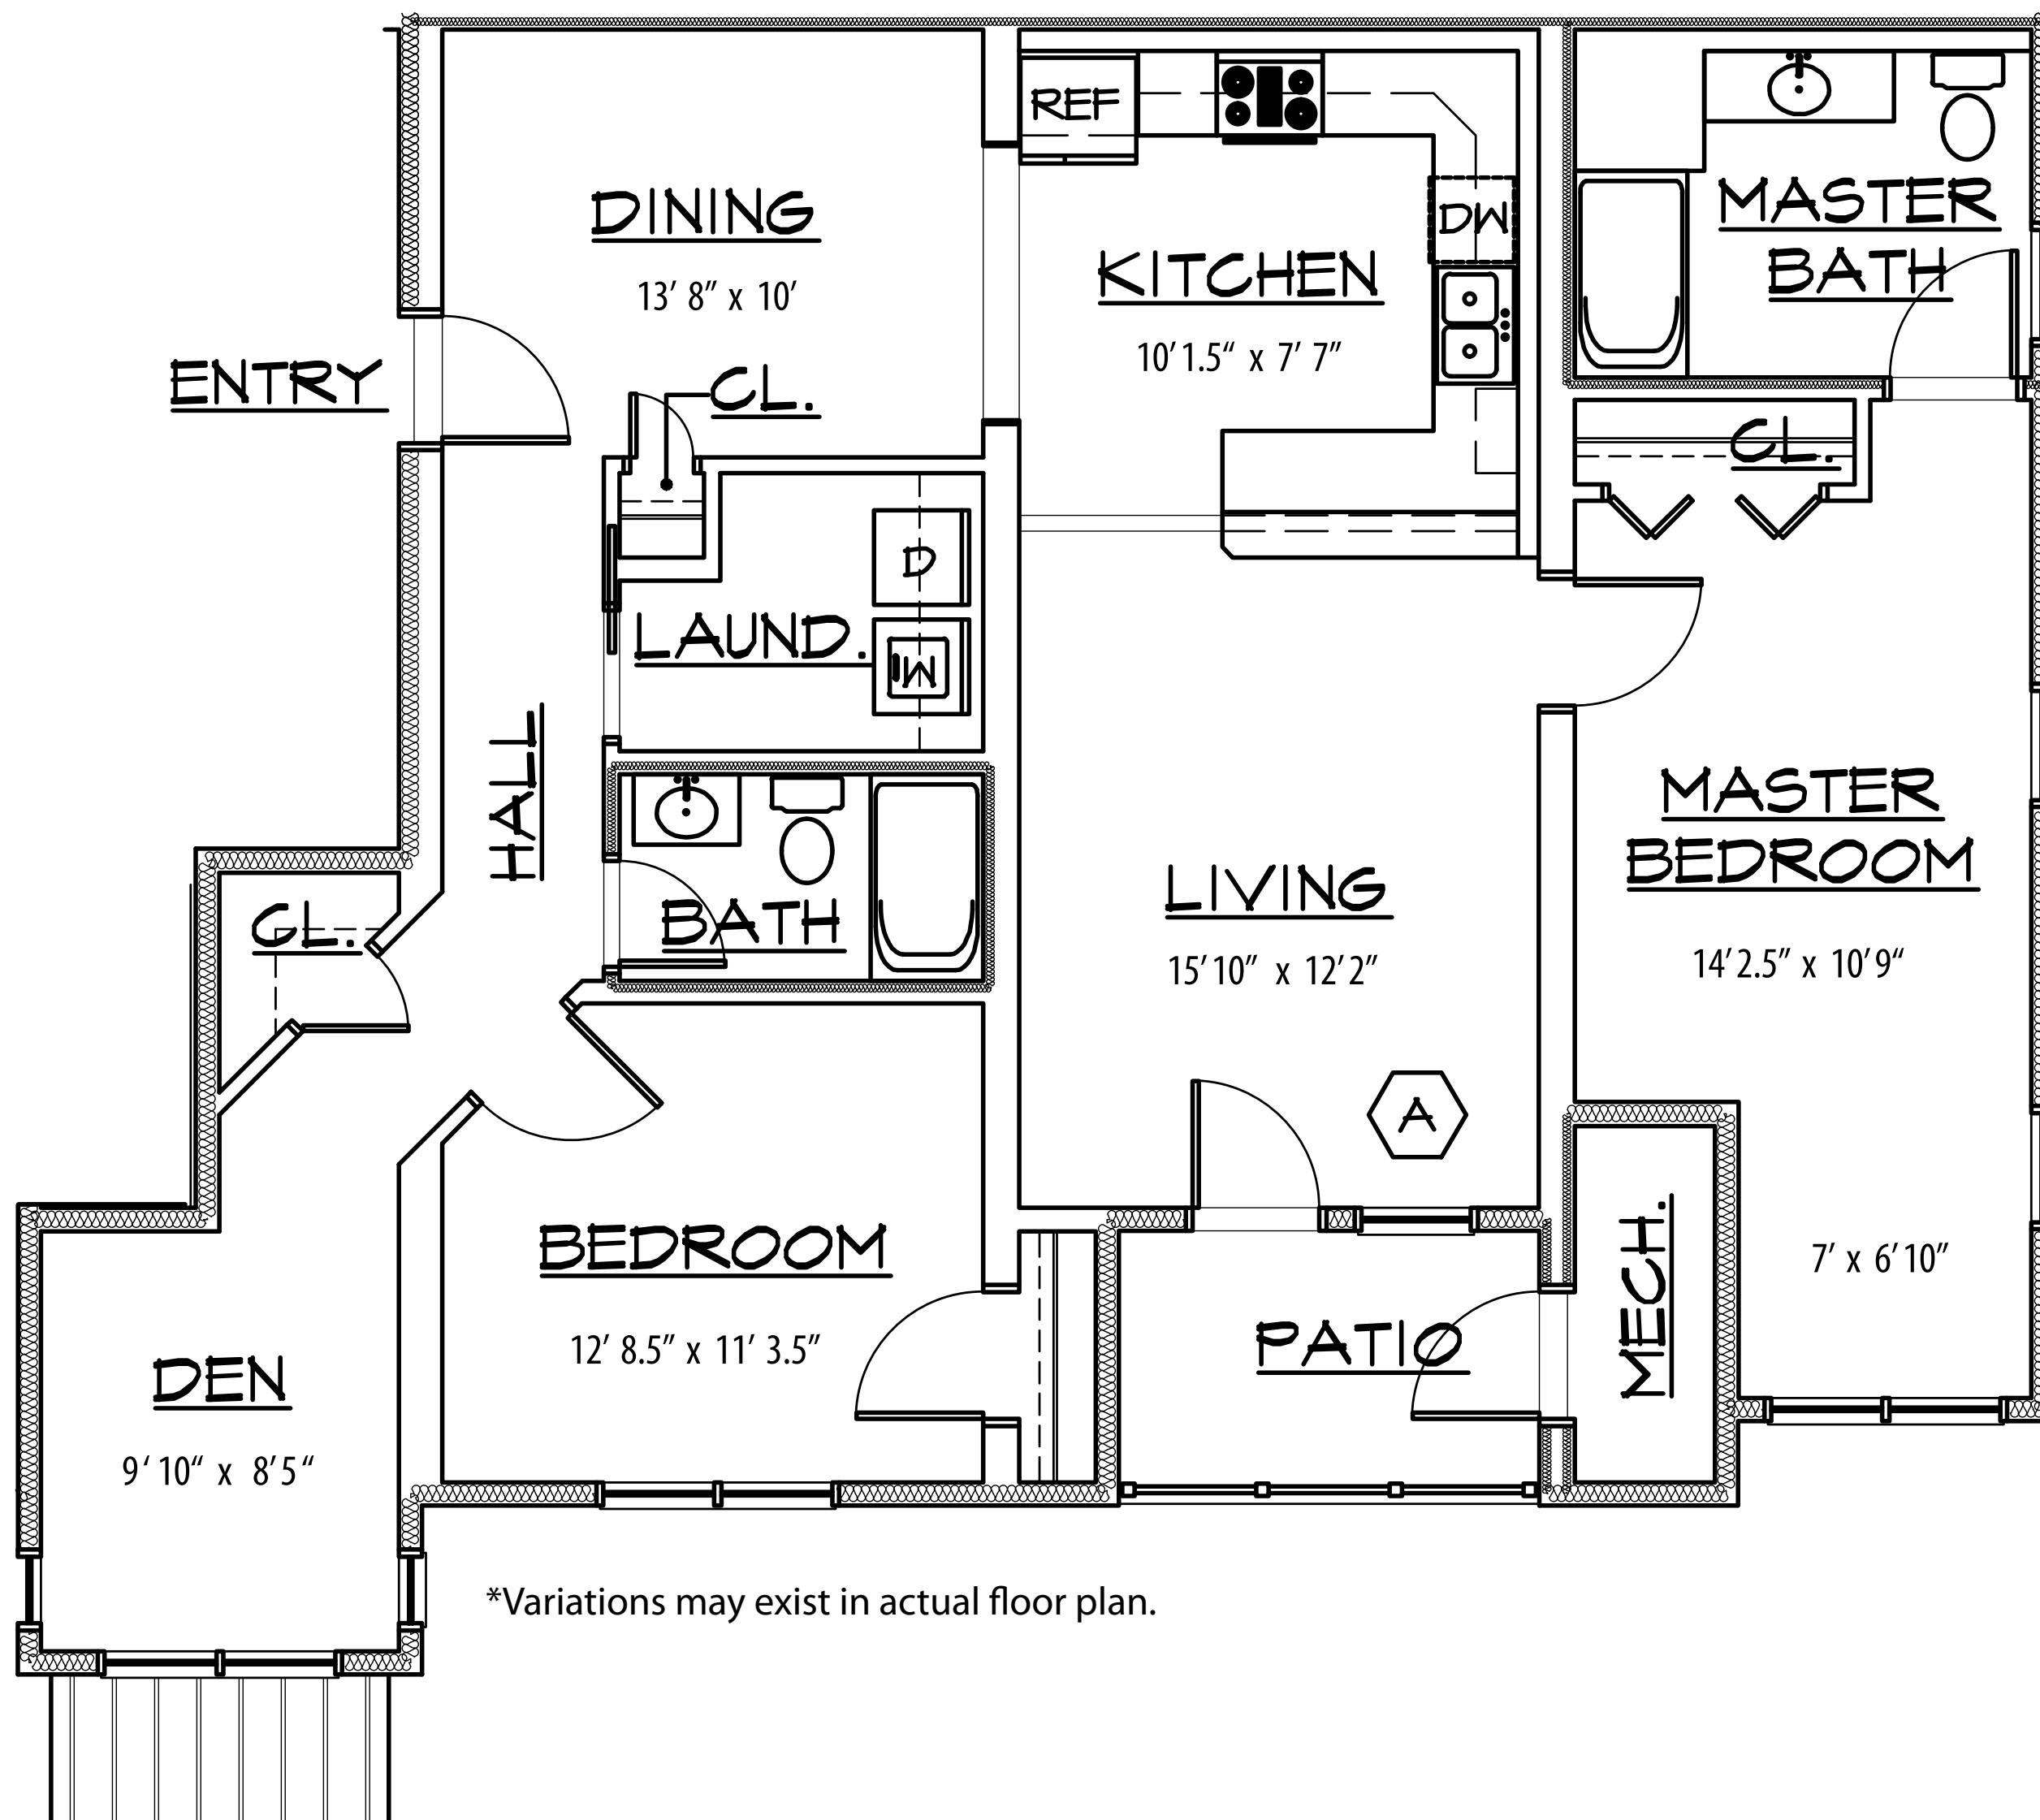 REF
DINING
13' 8" x 10'
KITCHEN
10' 1.5" x 7' 7"
DW
MASTER
BATH
ENTRY
CL.
CL.
D
LAUND.
W
HALL
BATH
CL.
LIVING
15' 10" x 12' 2"
MASTER
BEDROOM
14' 2.5" x 10' 9"
A
BEDROOM
12' 8.5" x 11' 3.5"
PATIO
MECH.
7' x 6' 10"
DEN
9' 10" x 8' 5"
*Variations may exist in actual floor plan.